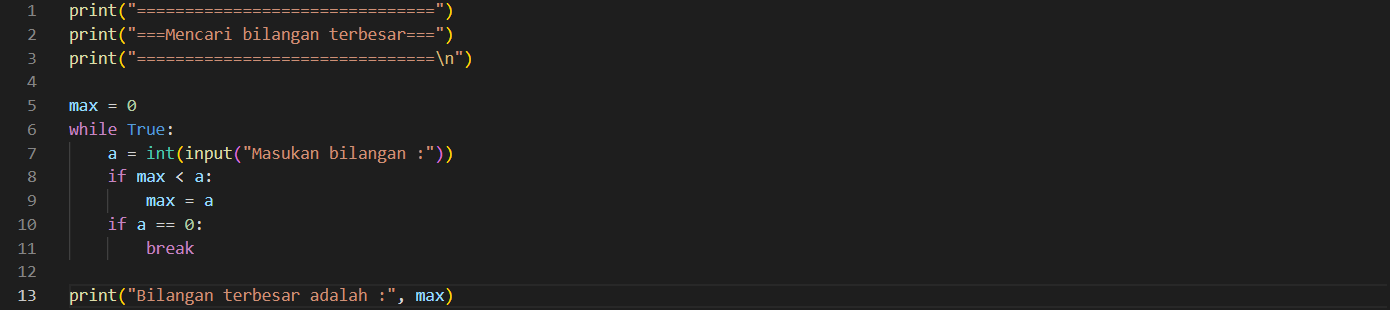 1 print("===============================")
2 print("===Mencari bilangan terbesar===")
3 print("===============================\n")
4
5 max = 0
6 while True:
7     a = int(input("Masukan bilangan :"))
8     if max < a:
9         max = a
10     if a == 0:
11         break
12
13 print("Bilangan terbesar adalah :", max)